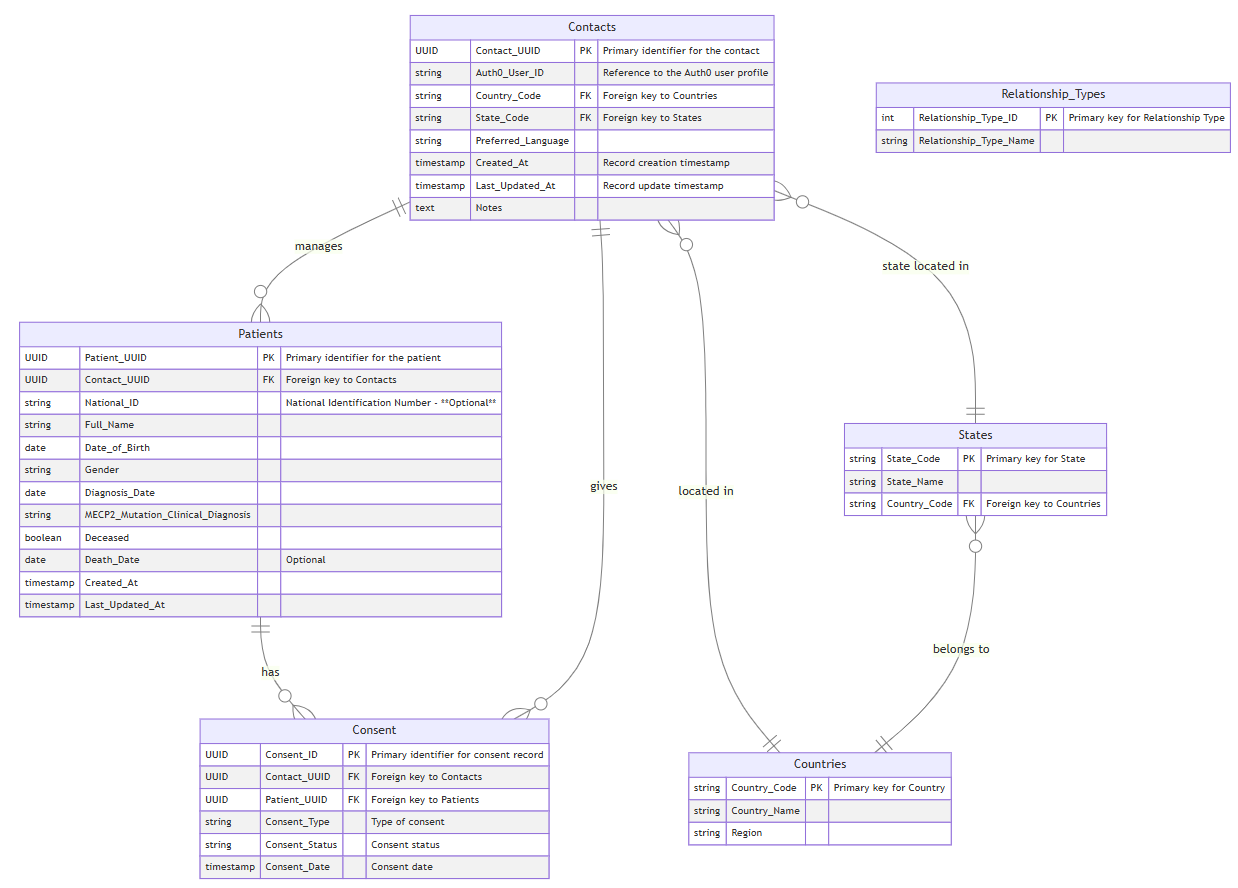 Contacts
UUID Contact_UUID PK Primary identifier for the contact
string Auth0_User_ID Reference to the Auth0 user profile
string Country_Code FK Foreign key to Countries
string State_Code FK Foreign key to States
string Preferred_Language
timestamp Created_At Record creation timestamp
timestamp Last_Updated_At Record update timestamp
text Notes
Relationship_Types
int Relationship_Type_ID PK Primary key for Relationship Type
string Relationship_Type_Name
manages
state located in
Patients
UUID Patient_UUID PK Primary identifier for the patient
UUID Contact_UUID FK Foreign key to Contacts
string National_ID National Identification Number - **Optional**
string Full_Name
date Date_of_Birth
string Gender
date Diagnosis_Date
string MECP2_Mutation_Clinical_Diagnosis
boolean Deceased
date Death_Date Optional
timestamp Created_At
timestamp Last_Updated_At
gives
located in
States
string State_Code PK Primary key for State
string State_Name
string Country_Code FK Foreign key to Countries
belongs to
has
Consent
UUID Consent_ID PK Primary identifier for consent record
UUID Contact_UUID FK Foreign key to Contacts
UUID Patient_UUID FK Foreign key to Patients
string Consent_Type Type of consent
string Consent_Status Consent status
timestamp Consent_Date Consent date
Countries
string Country_Code PK Primary key for Country
string Country_Name
string Region